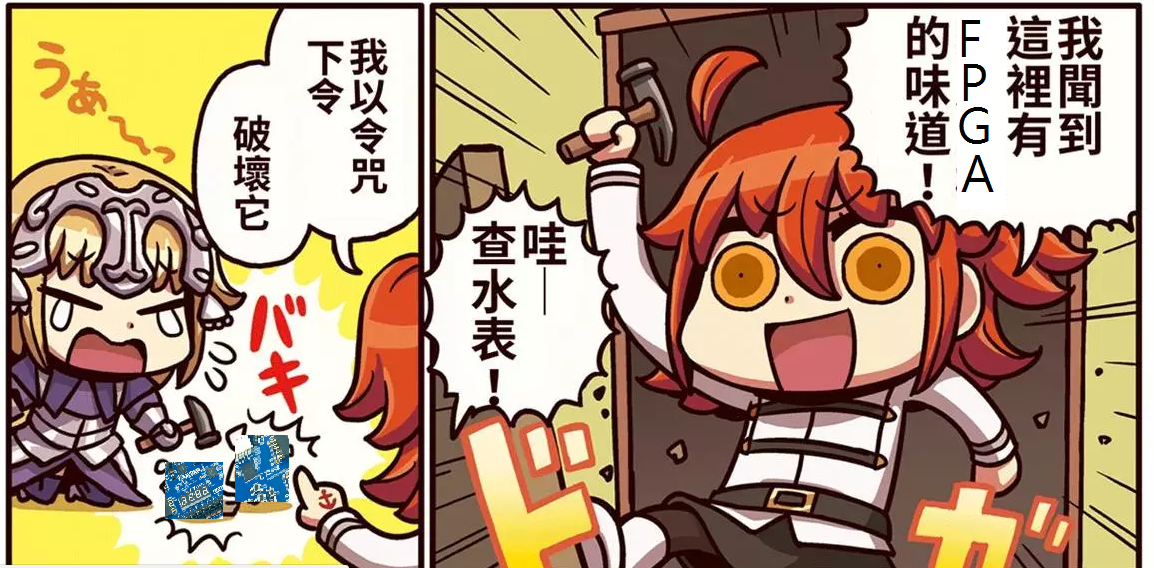 我聞到
這裡有
FPGA
的味道！
哇—
查水表！
ドガ
我以令咒
下令
破壞它
バキ
うぁ～っ